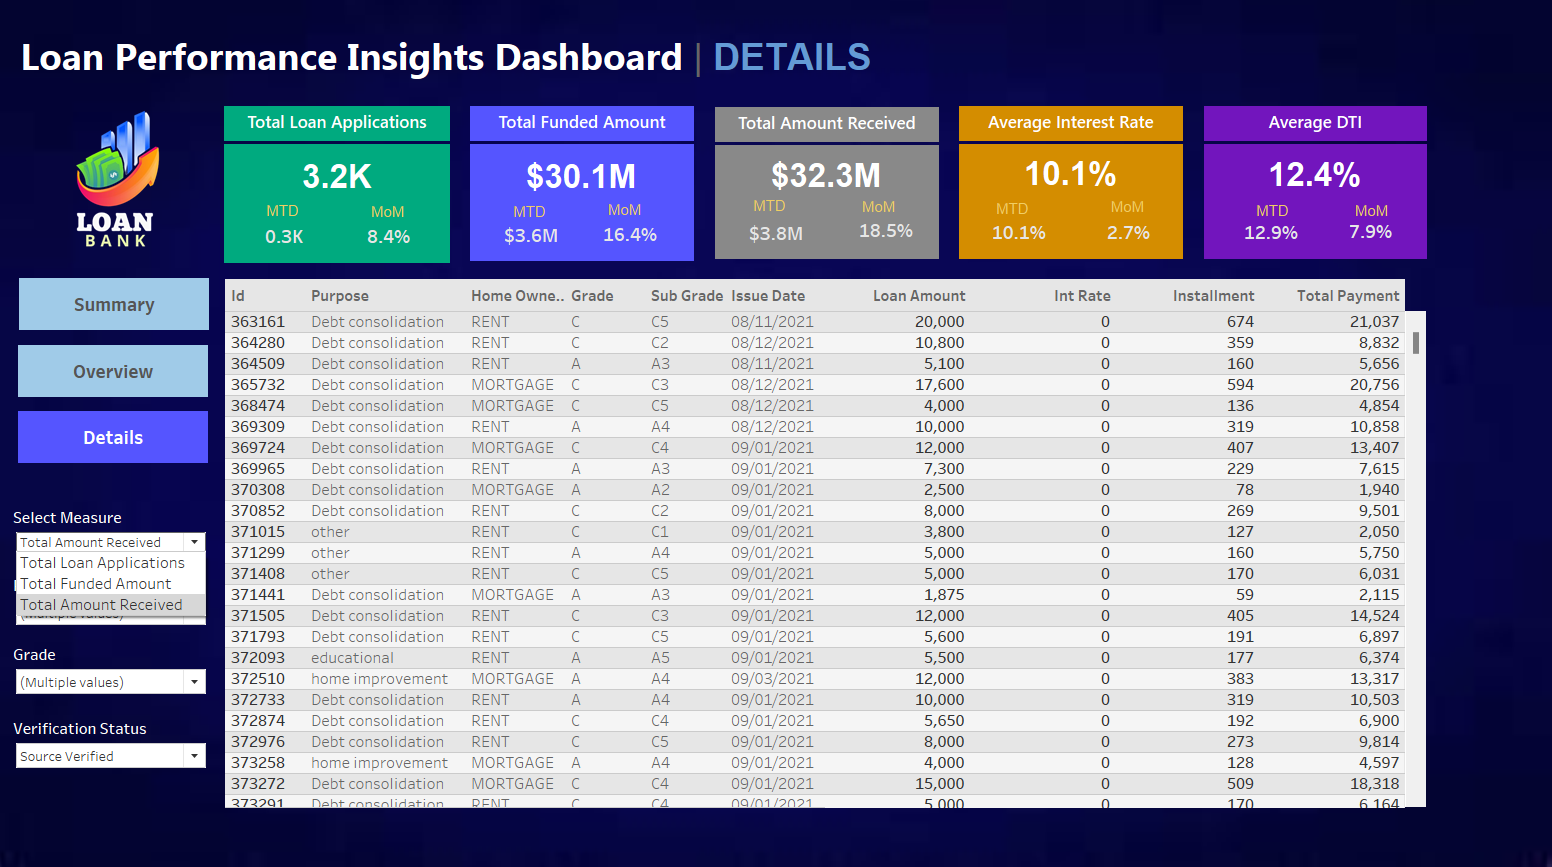 Loan Performance Insights Dashboard | DETAILS
LOAN
BANK
Total Loan Applications
3.2K
MTD MoM
0.3K 8.4%
Total Funded Amount
$30.1M
MTD MoM
$3.6M 16.4%
Total Amount Received
$32.3M
MTD MoM
$3.8M 18.5%
Average Interest Rate
10.1%
MTD MoM
10.1% 2.7%
Average DTI
12.4%
MTD MoM
12.9% 7.9%
Summary
Overview
Details
Select Measure
Total Amount Received
Total Loan Applications
Total Funded Amount
Total Amount Received
(Multiple values)
Grade
(Multiple values)
Verification Status
Source Verified
Id Purpose Home Owne.. Grade Sub Grade Issue Date Loan Amount Int Rate Installment Total Payment
363161 Debt consolidation RENT C C5 08/11/2021 20,000 0 674 21,037
364280 Debt consolidation RENT C C2 08/12/2021 10,800 0 359 8,832
364509 Debt consolidation RENT A A3 08/11/2021 5,100 0 160 5,656
365732 Debt consolidation MORTGAGE C C3 08/12/2021 17,600 0 594 20,756
368474 Debt consolidation MORTGAGE C C5 08/12/2021 4,000 0 136 4,854
369309 Debt consolidation RENT A A4 08/12/2021 10,000 0 319 10,858
369724 Debt consolidation MORTGAGE C C4 09/01/2021 12,000 0 407 13,407
369965 Debt consolidation RENT A A3 09/01/2021 7,300 0 229 7,615
370308 Debt consolidation MORTGAGE A A2 09/01/2021 2,500 0 78 1,940
370852 Debt consolidation RENT C C2 09/01/2021 8,000 0 269 9,501
371015 other RENT C C1 09/01/2021 3,800 0 127 2,050
371299 other RENT A A4 09/01/2021 5,000 0 160 5,750
371408 other RENT C C5 09/01/2021 5,000 0 170 6,031
371441 Debt consolidation MORTGAGE A A3 09/01/2021 1,875 0 59 2,115
371505 Debt consolidation RENT C C3 09/01/2021 12,000 0 405 14,524
371793 Debt consolidation RENT C C5 09/01/2021 5,600 0 191 6,897
372093 educational RENT A A5 09/01/2021 5,500 0 177 6,374
372510 home improvement MORTGAGE A A4 09/03/2021 12,000 0 383 13,317
372733 Debt consolidation RENT A A4 09/01/2021 10,000 0 319 10,503
372874 Debt consolidation RENT C C4 09/01/2021 5,650 0 192 6,900
372976 Debt consolidation RENT C C5 09/01/2021 8,000 0 273 9,814
373258 home improvement MORTGAGE A A4 09/01/2021 4,000 0 128 4,597
373272 Debt consolidation MORTGAGE C C4 09/01/2021 15,000 0 509 18,318
373291 Debt consolidation RENT C C4 09/01/2021 5,000 0 170 6,164